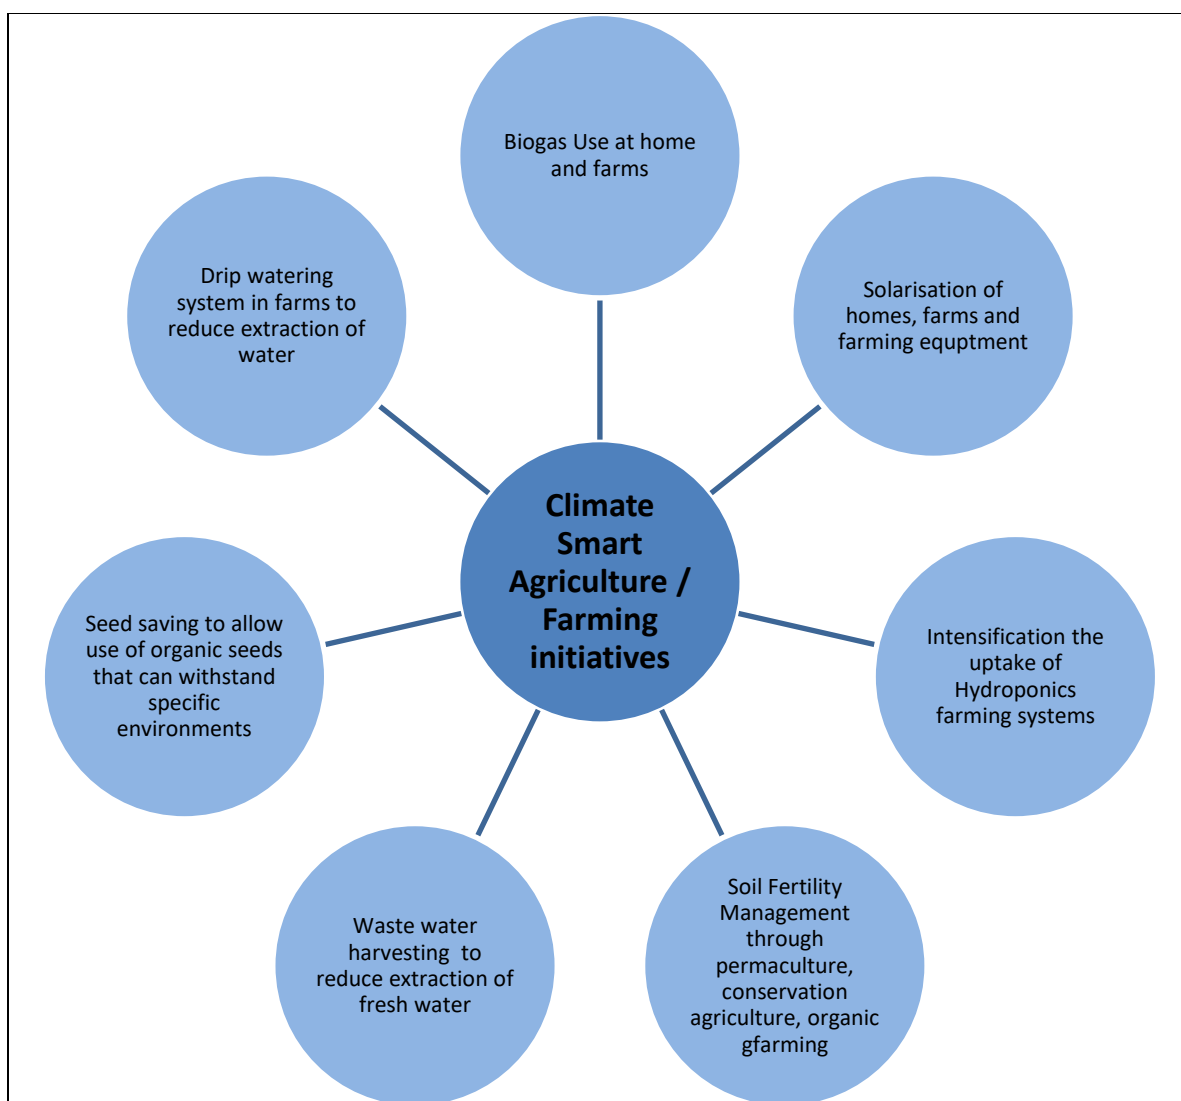 Biogas Use at home
and farms
Solarisation of
homes, farms and
farming equptment
Intensification the
uptake of
Hydroponics
farming systems
Soil Fertility
Management
through
permaculture,
conservation
agriculture, organic
gfarming
Waste water
harvesting to
reduce extraction of
fresh water
Seed saving to allow
use of organic seeds
that can withstand
specific
environments
Drip watering
system in farms to
reduce extraction of
water
Climate
Smart
Agriculture /
Farming
initiatives